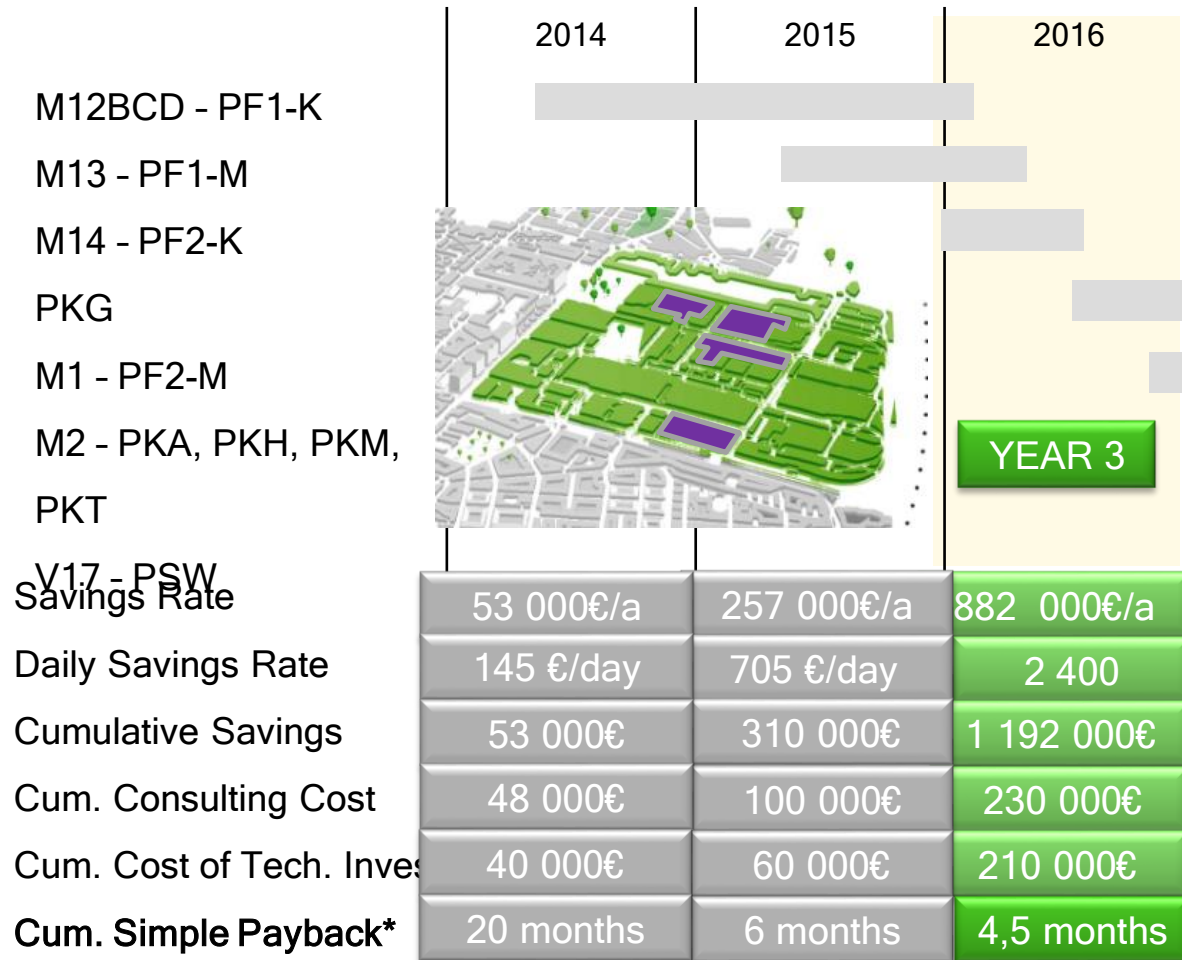 2014 2015 2016
M12BCD – PF1-K
M13 – PF1-M
M14 – PF2-K
PKG
M1 – PF2-M
M2 – PKA, PKH, PKM,
PKT
YEAR 3
V17 – PSW
Savings Rate 53 000€/a 257 000€/a 882 000€/a
Daily Savings Rate 145 €/day 705 €/day 2 400
Cumulative Savings 53 000€ 310 000€ 1 192 000€
Cum. Consulting Cost 48 000€ 100 000€ 230 000€
Cum. Cost of Tech. Inves 40 000€ 60 000€ 210 000€
Cum. Simple Payback* 20 months 6 months 4,5 months